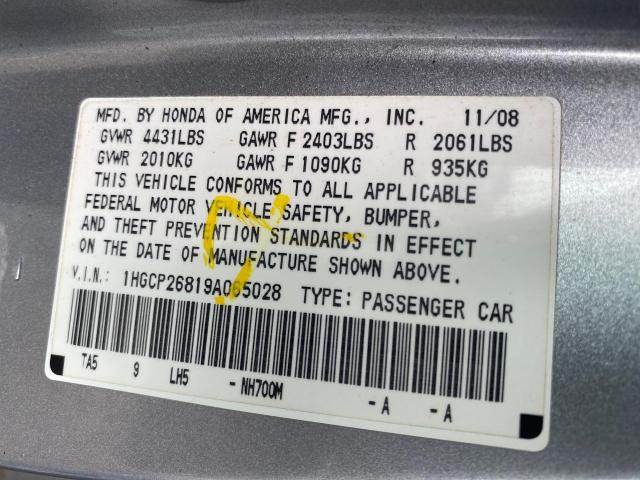 MFD. BY HONDA OF AMERICA MFG., INC. 11/08
GVWR 4431LBS GAWR F 2403LBS R 2061LBS
GVWR 2010KG GAWR F 1090KG R 935KG
THIS VEHICLE CONFORMS TO ALL APPLICABLE
FEDERAL MOTOR VEHICLE SAFETY, BUMPER,
AND THEFT PREVENTION STANDARDS IN EFFECT
ON THE DATE OF MANUFACTURE SHOWN ABOVE.
V.I.N.: 1HGCP26819A065028 TYPE: PASSENGER CAR
TA5 9 LH5 -NH700M -A -A